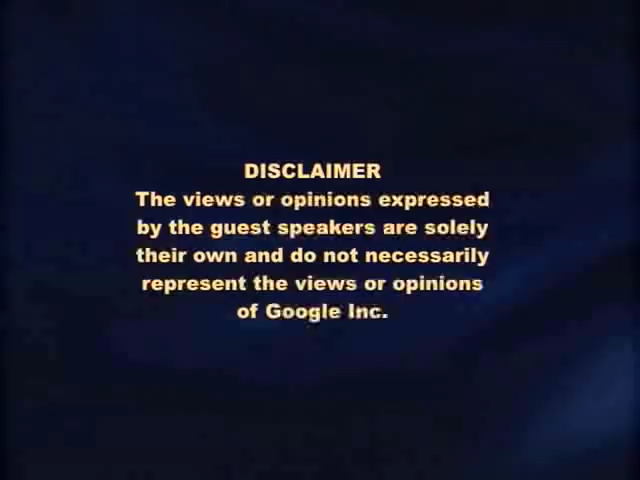 DISCLAIMER
The views or opinions expressed
by the guest speakers are solely
their own and do not necessarily
represent the views or opinions
of Google Inc.